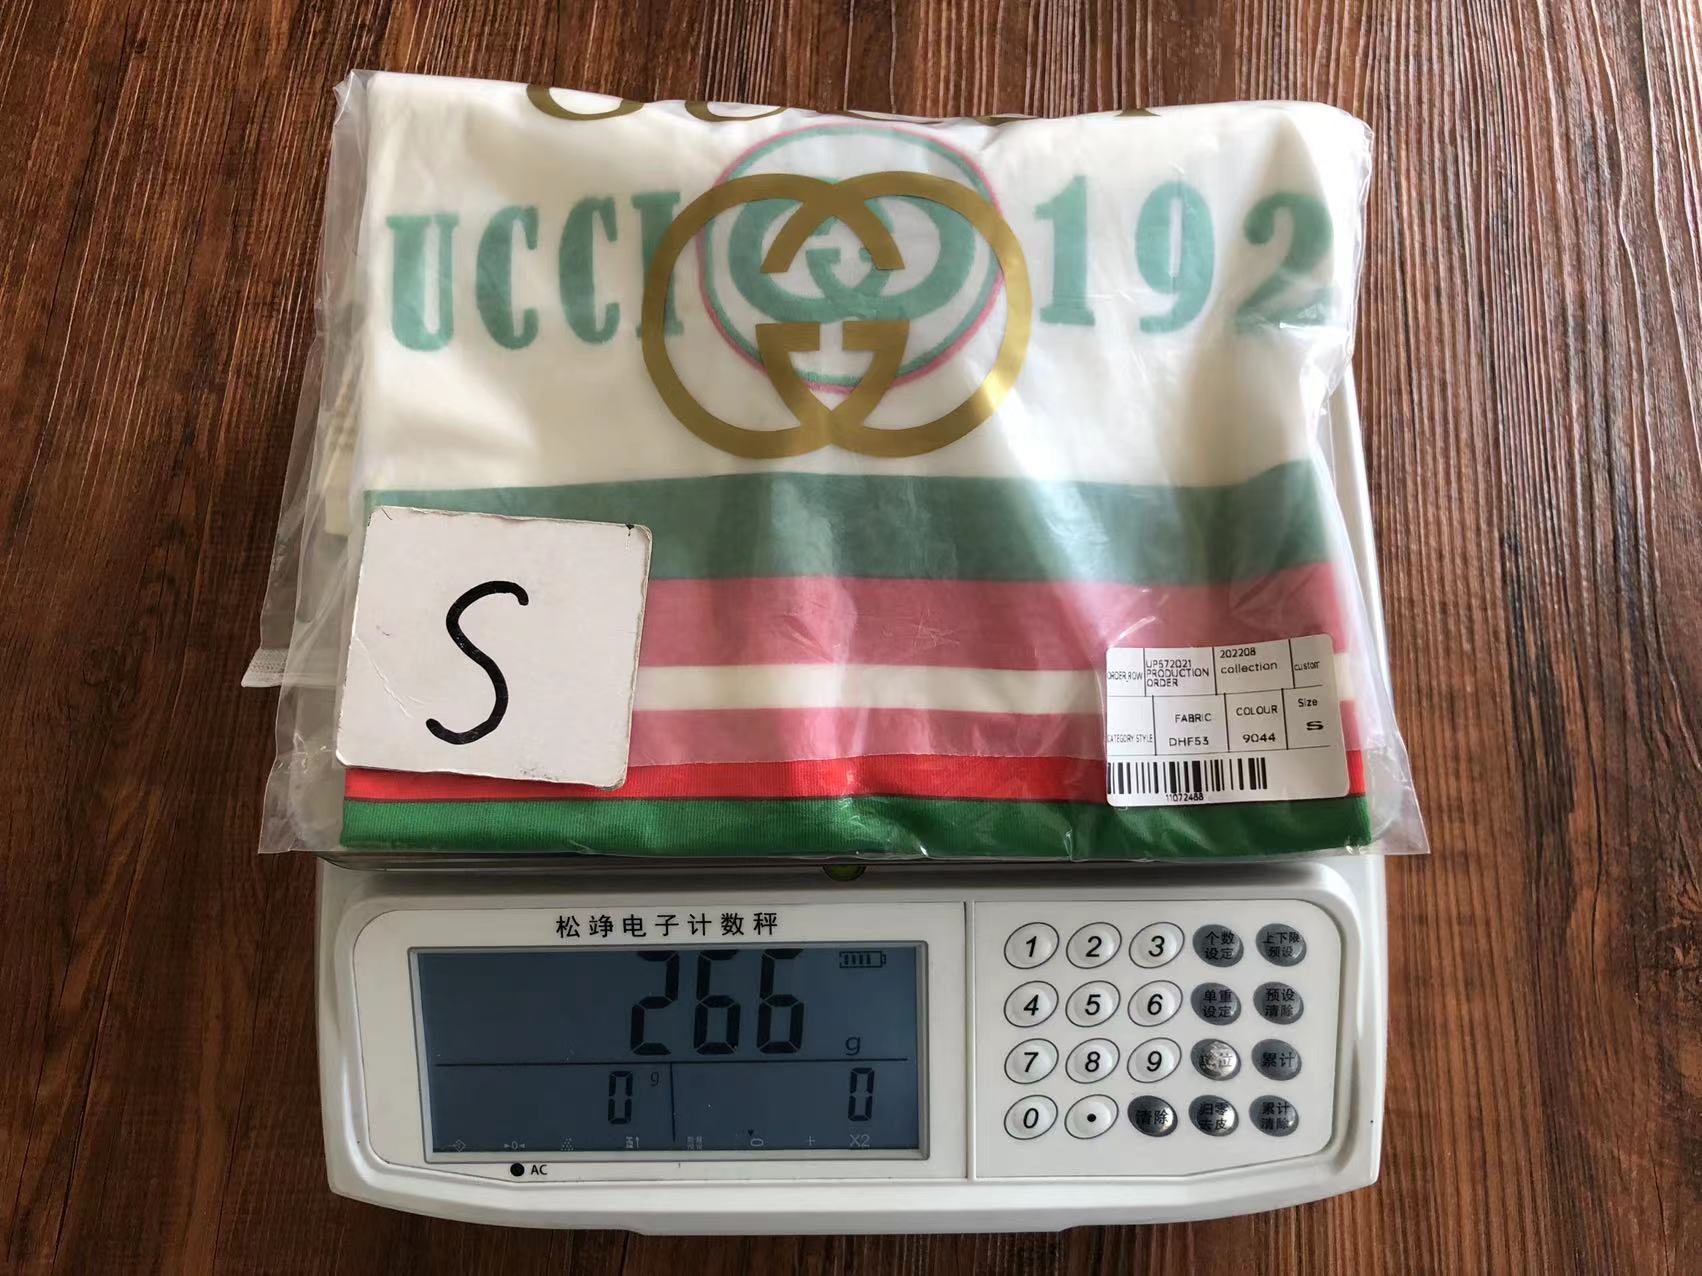 UCCI 192
S
ORDER_ROW
UP572021
PRODUCTION
ORDER
202208
collection
custom
CATEGORY STYLE
FABRIC
DHF53
COLOUR
9044
Size
S
11072488
松竫电子计数秤
266 g
0 g 0
+ X2
AC
1 2 3 个数设定 上下限预设
4 5 6 单重设定 预设清除
7 8 9 累计
0 . 清除 归零去皮 累计清除